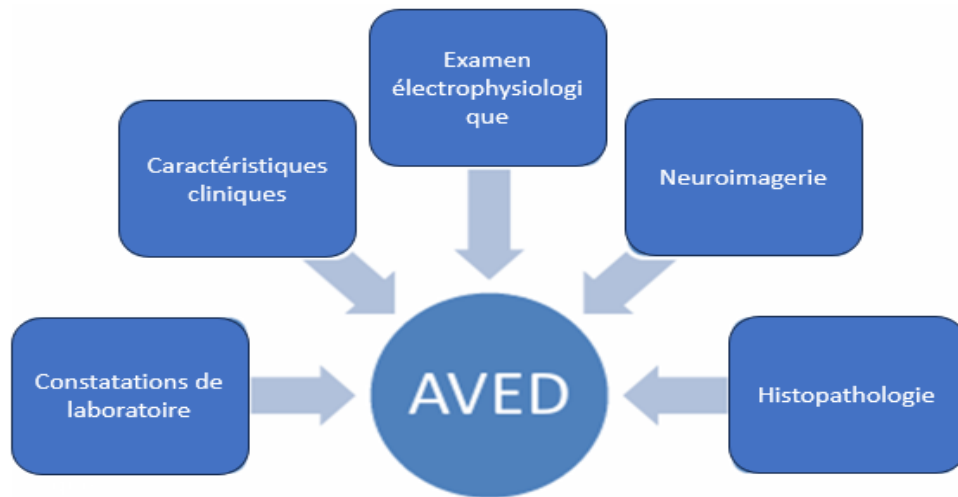 Examen
électrophysiologi
que
Caractéristiques
cliniques
Neuroimagerie
Constatations de
laboratoire
AVED
Histopathologie